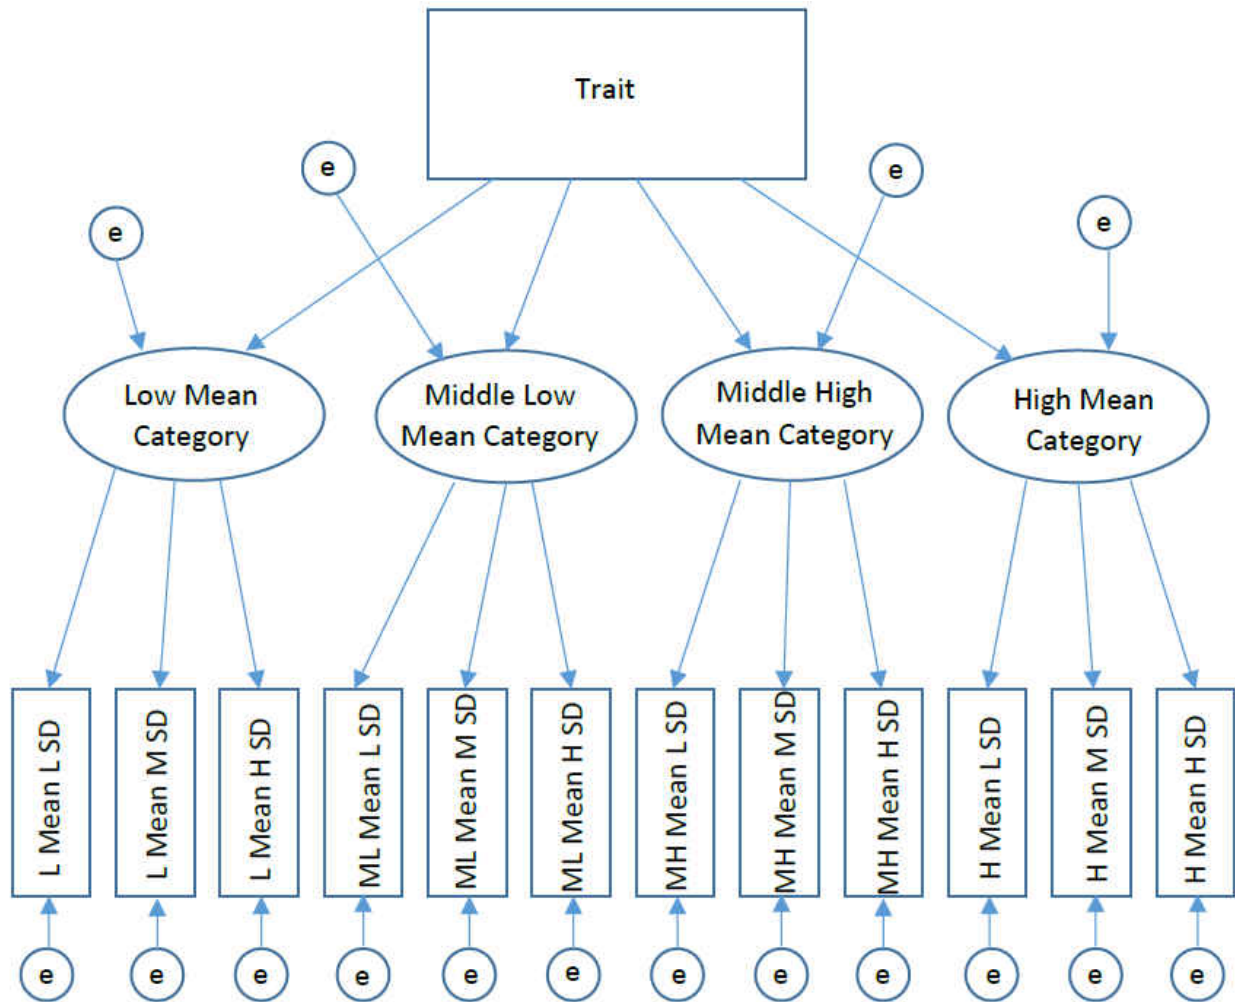 Trait
e
e
e
e
Low Mean
Category
Middle Low
Mean Category
Middle High
Mean Category
High Mean
Category
L Mean L SD
L Mean M SD
L Mean H SD
ML Mean L SD
ML Mean M SD
ML Mean H SD
MH Mean L SD
MH Mean M SD
MH Mean H SD
H Mean L SD
H Mean M SD
H Mean H SD
e
e
e
e
e
e
e
e
e
e
e
e